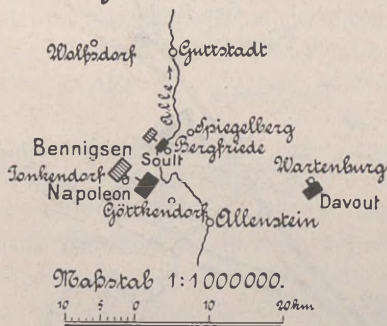 Wolfsdorf Guttstadt
Alle
Spiegelberg
Bergfriede
Bennigsen
Soult
Wartenburg
Jonkendorf
Napoleon
Davout
Göttkendorf
Allenstein
Maßstab 1:1000000.
10 5 0 10 20km